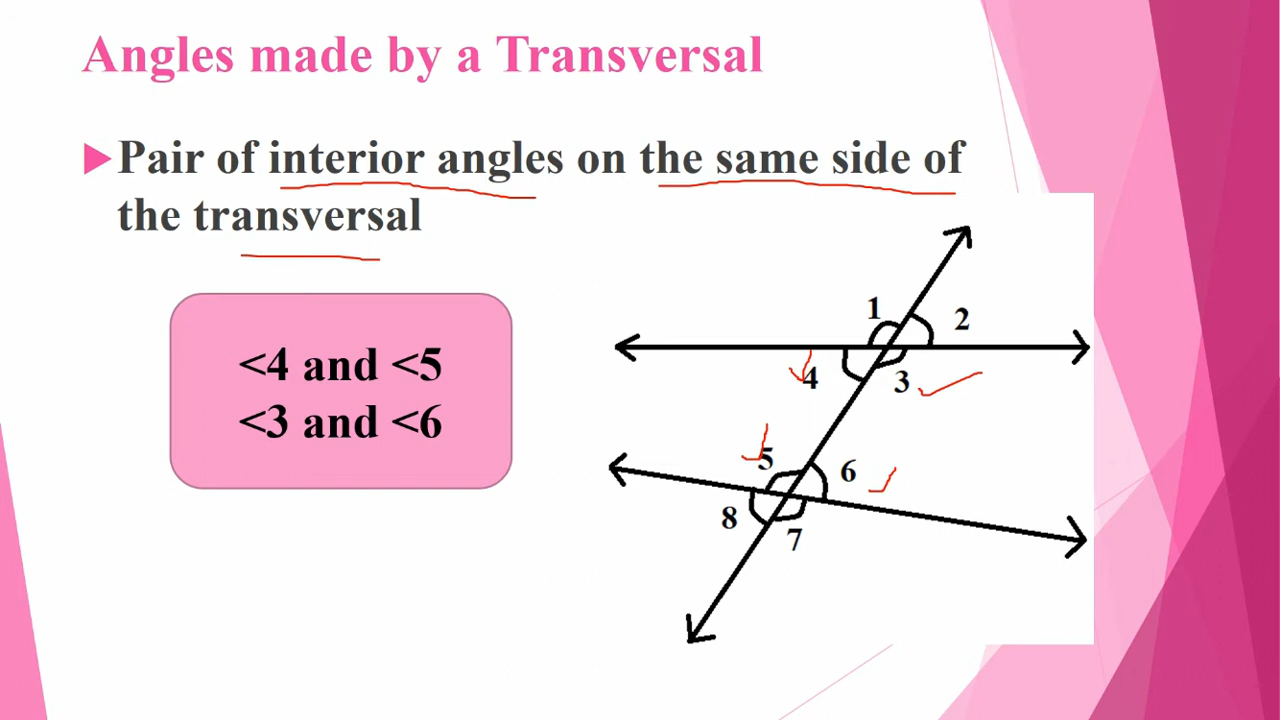 Angles made by a Transversal
Pair of interior angles on the same side of
the transversal
<4 and <5
<3 and <6
1
2
4
3
5
6
8
7